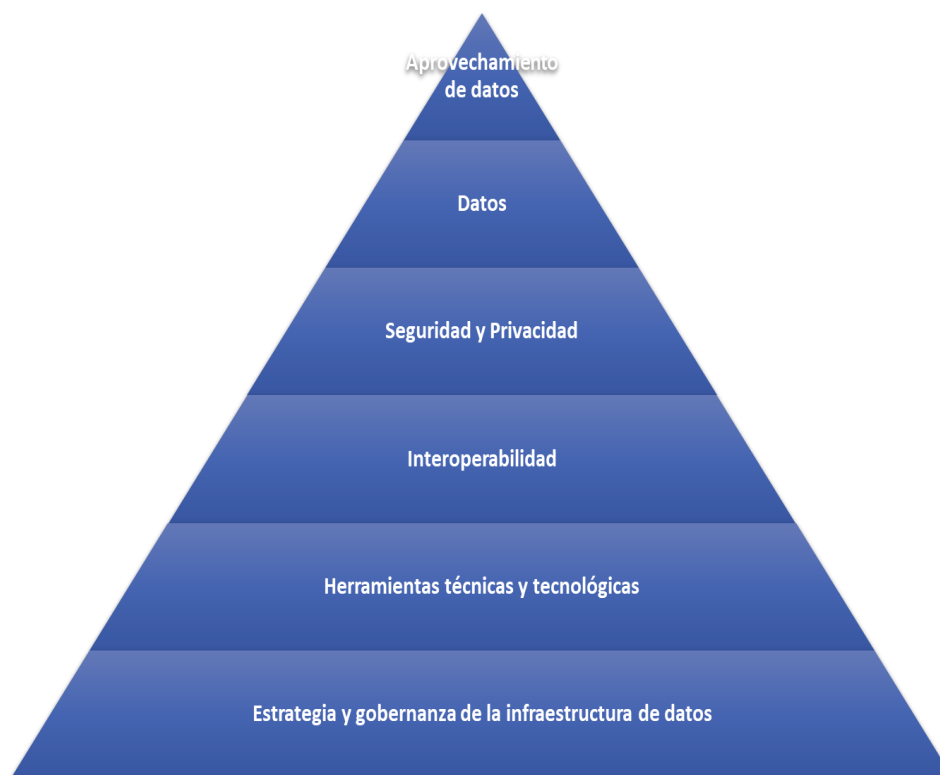 Aprovechamiento
de datos
Datos
Seguridad y Privacidad
Interoperabilidad
Herramientas técnicas y tecnológicas
Estrategia y gobernanza de la infraestructura de datos